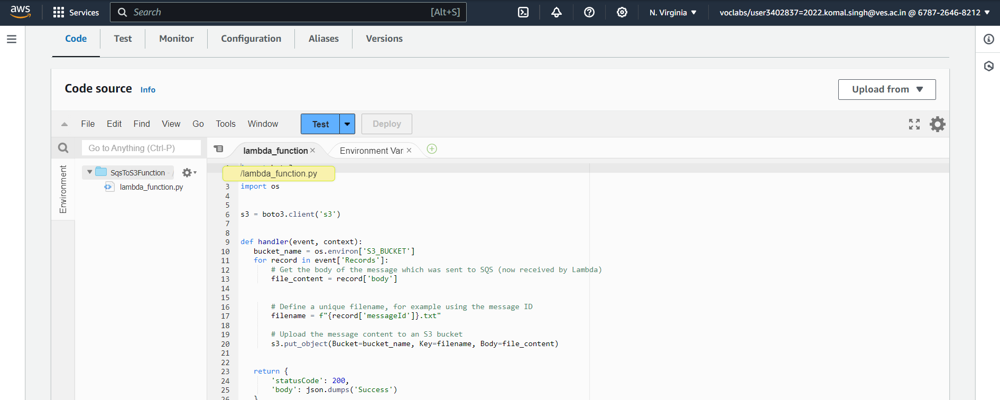 aws Services Search [Alt+S] N. Virginia voclabs/user3402837=2022.komal.singh@ves.ac.in @ 6787-2646-8212
Code Test Monitor Configuration Aliases Versions
Code source Info Upload from
File Edit Find View Go Tools Window Test Deploy
Go to Anything (Ctrl-P) lambda_function Environment Var
Environment
SqsToS3Function - /
lambda_function.py
/lambda_function.py
3 import os
4
5
6 s3 = boto3.client('s3')
7
8
9 def handler(event, context):
10 bucket_name = os.environ['S3_BUCKET']
11 for record in event['Records']:
12 # Get the body of the message which was sent to SQS (now received by Lambda)
13 file_content = record['body']
14
15
16 # Define a unique filename, for example using the message ID
17 filename = f"{record['messageId']}.txt"
18
19 # Upload the message content to an S3 bucket
20 s3.put_object(Bucket=bucket_name, Key=filename, Body=file_content)
21
22
23 return {
24 'statusCode': 200,
25 'body': json.dumps('Success')
26 }